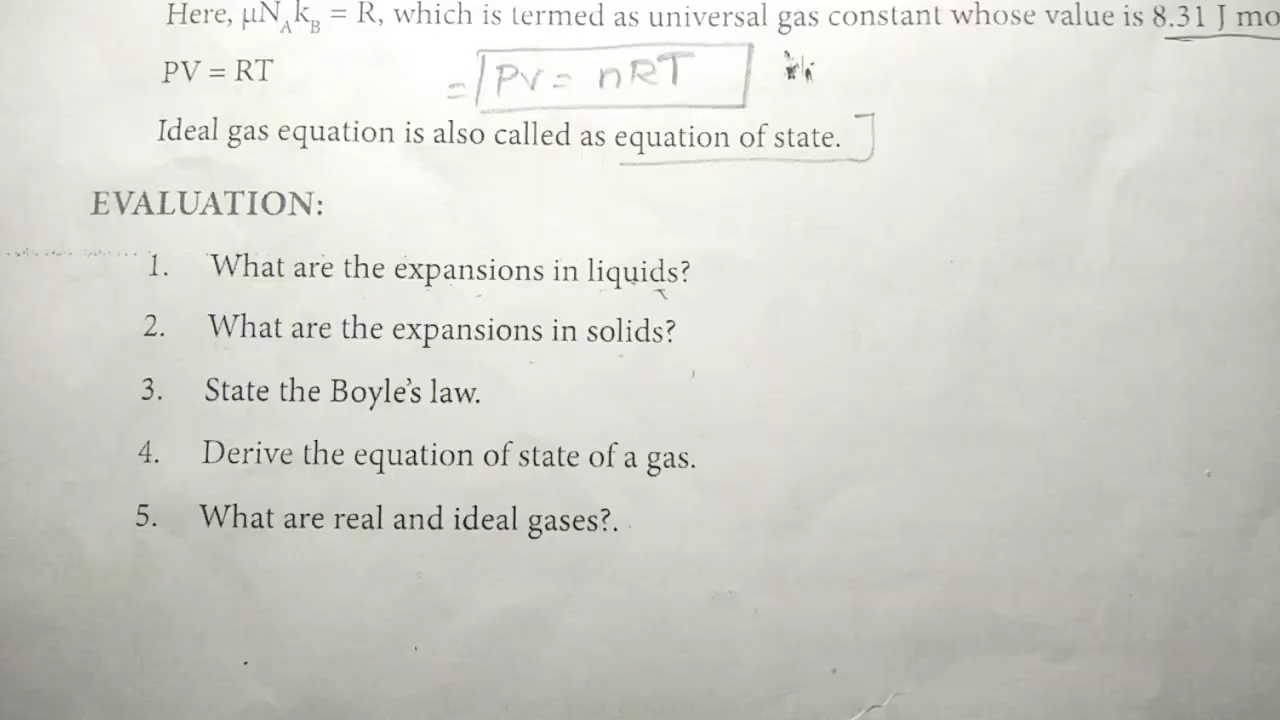 Here, μN_A k_B = R, which is termed as universal gas constant whose value is 8.31 J mo
PV = RT
= PV = nRT
Ideal gas equation is also called as equation of state.
EVALUATION:
1. What are the expansions in liquids?
2. What are the expansions in solids?
3. State the Boyle's law.
4. Derive the equation of state of a gas.
5. What are real and ideal gases?.